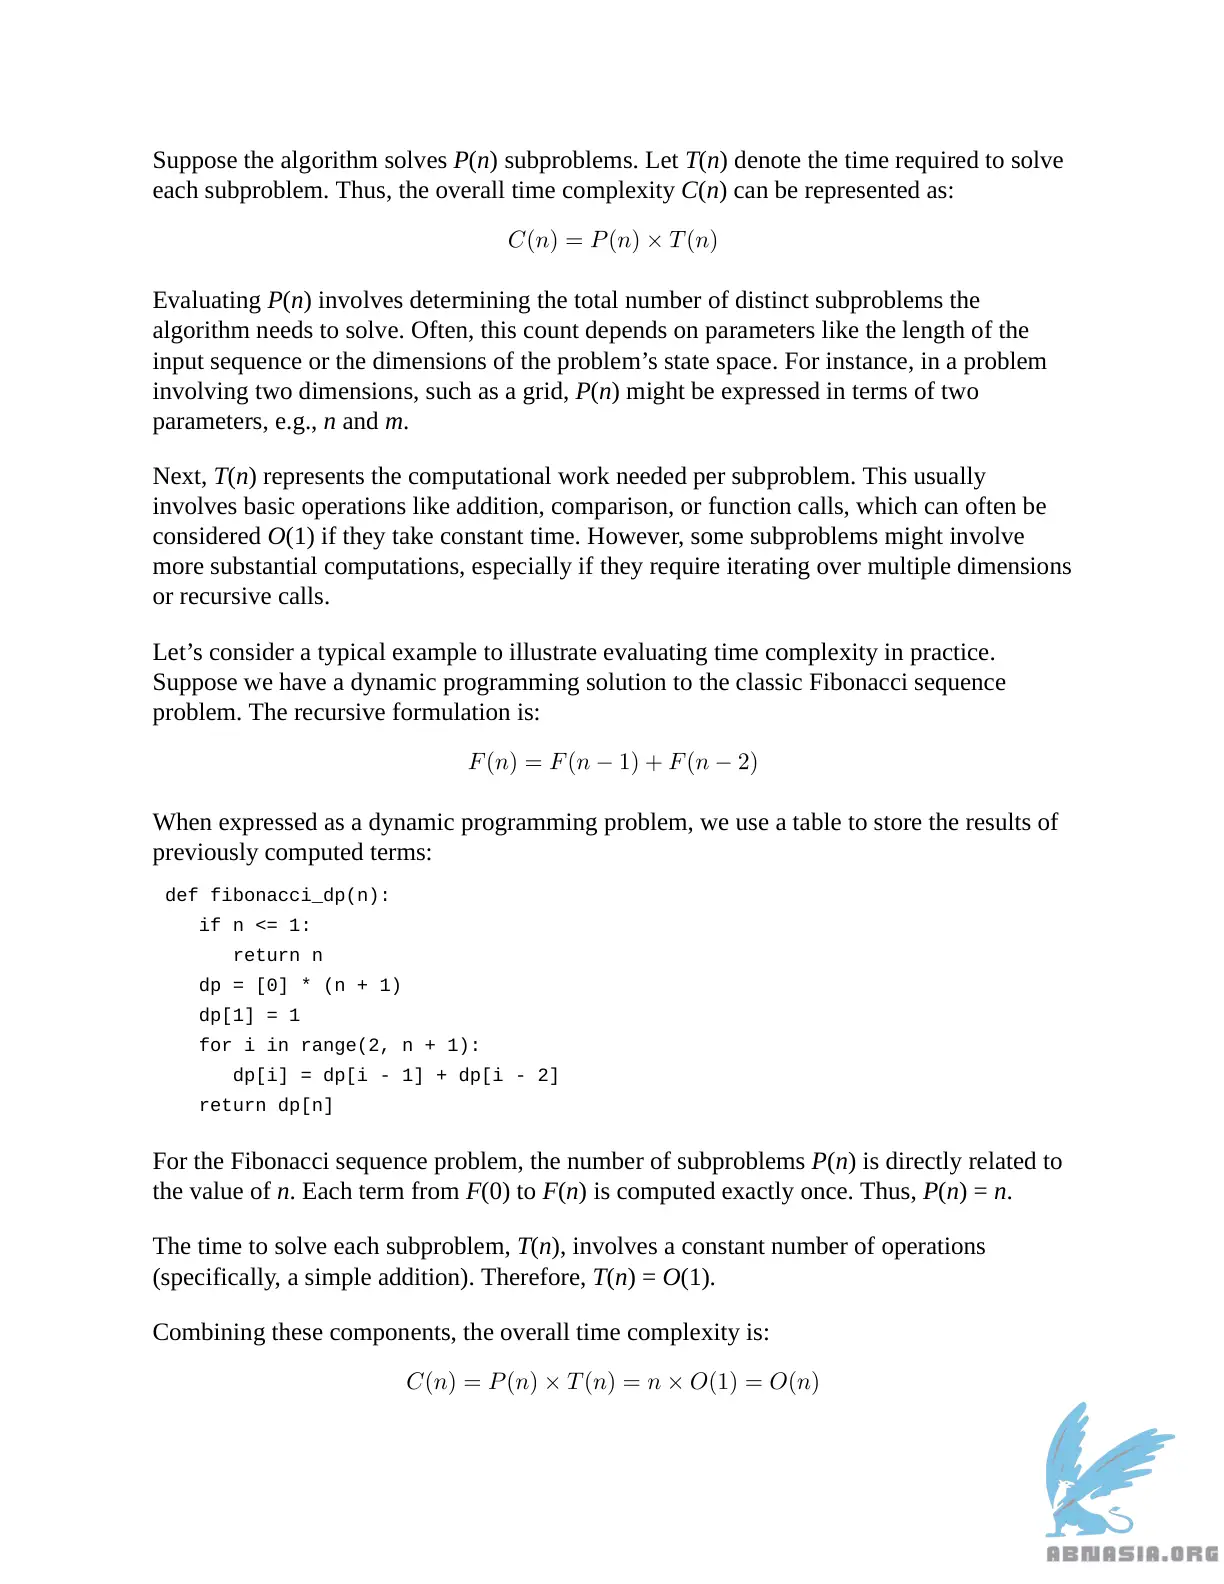 Suppose the algorithm solves P(n) subproblems. Let T(n) denote the time required to solve
each subproblem. Thus, the overall time complexity C(n) can be represented as:
C(n) = P(n) × T(n)
Evaluating P(n) involves determining the total number of distinct subproblems the
algorithm needs to solve. Often, this count depends on parameters like the length of the
input sequence or the dimensions of the problem’s state space. For instance, in a problem
involving two dimensions, such as a grid, P(n) might be expressed in terms of two
parameters, e.g., n and m.
Next, T(n) represents the computational work needed per subproblem. This usually
involves basic operations like addition, comparison, or function calls, which can often be
considered O(1) if they take constant time. However, some subproblems might involve
more substantial computations, especially if they require iterating over multiple dimensions
or recursive calls.
Let’s consider a typical example to illustrate evaluating time complexity in practice.
Suppose we have a dynamic programming solution to the classic Fibonacci sequence
problem. The recursive formulation is:
F(n) = F(n − 1) + F(n − 2)
When expressed as a dynamic programming problem, we use a table to store the results of
previously computed terms:
def fibonacci_dp(n):
   if n <= 1:
      return n
   dp = [0] * (n + 1)
   dp[1] = 1
   for i in range(2, n + 1):
      dp[i] = dp[i - 1] + dp[i - 2]
   return dp[n]
For the Fibonacci sequence problem, the number of subproblems P(n) is directly related to
the value of n. Each term from F(0) to F(n) is computed exactly once. Thus, P(n) = n.
The time to solve each subproblem, T(n), involves a constant number of operations
(specifically, a simple addition). Therefore, T(n) = O(1).
Combining these components, the overall time complexity is:
C(n) = P(n) × T(n) = n × O(1) = O(n)
ABNASIA.ORG